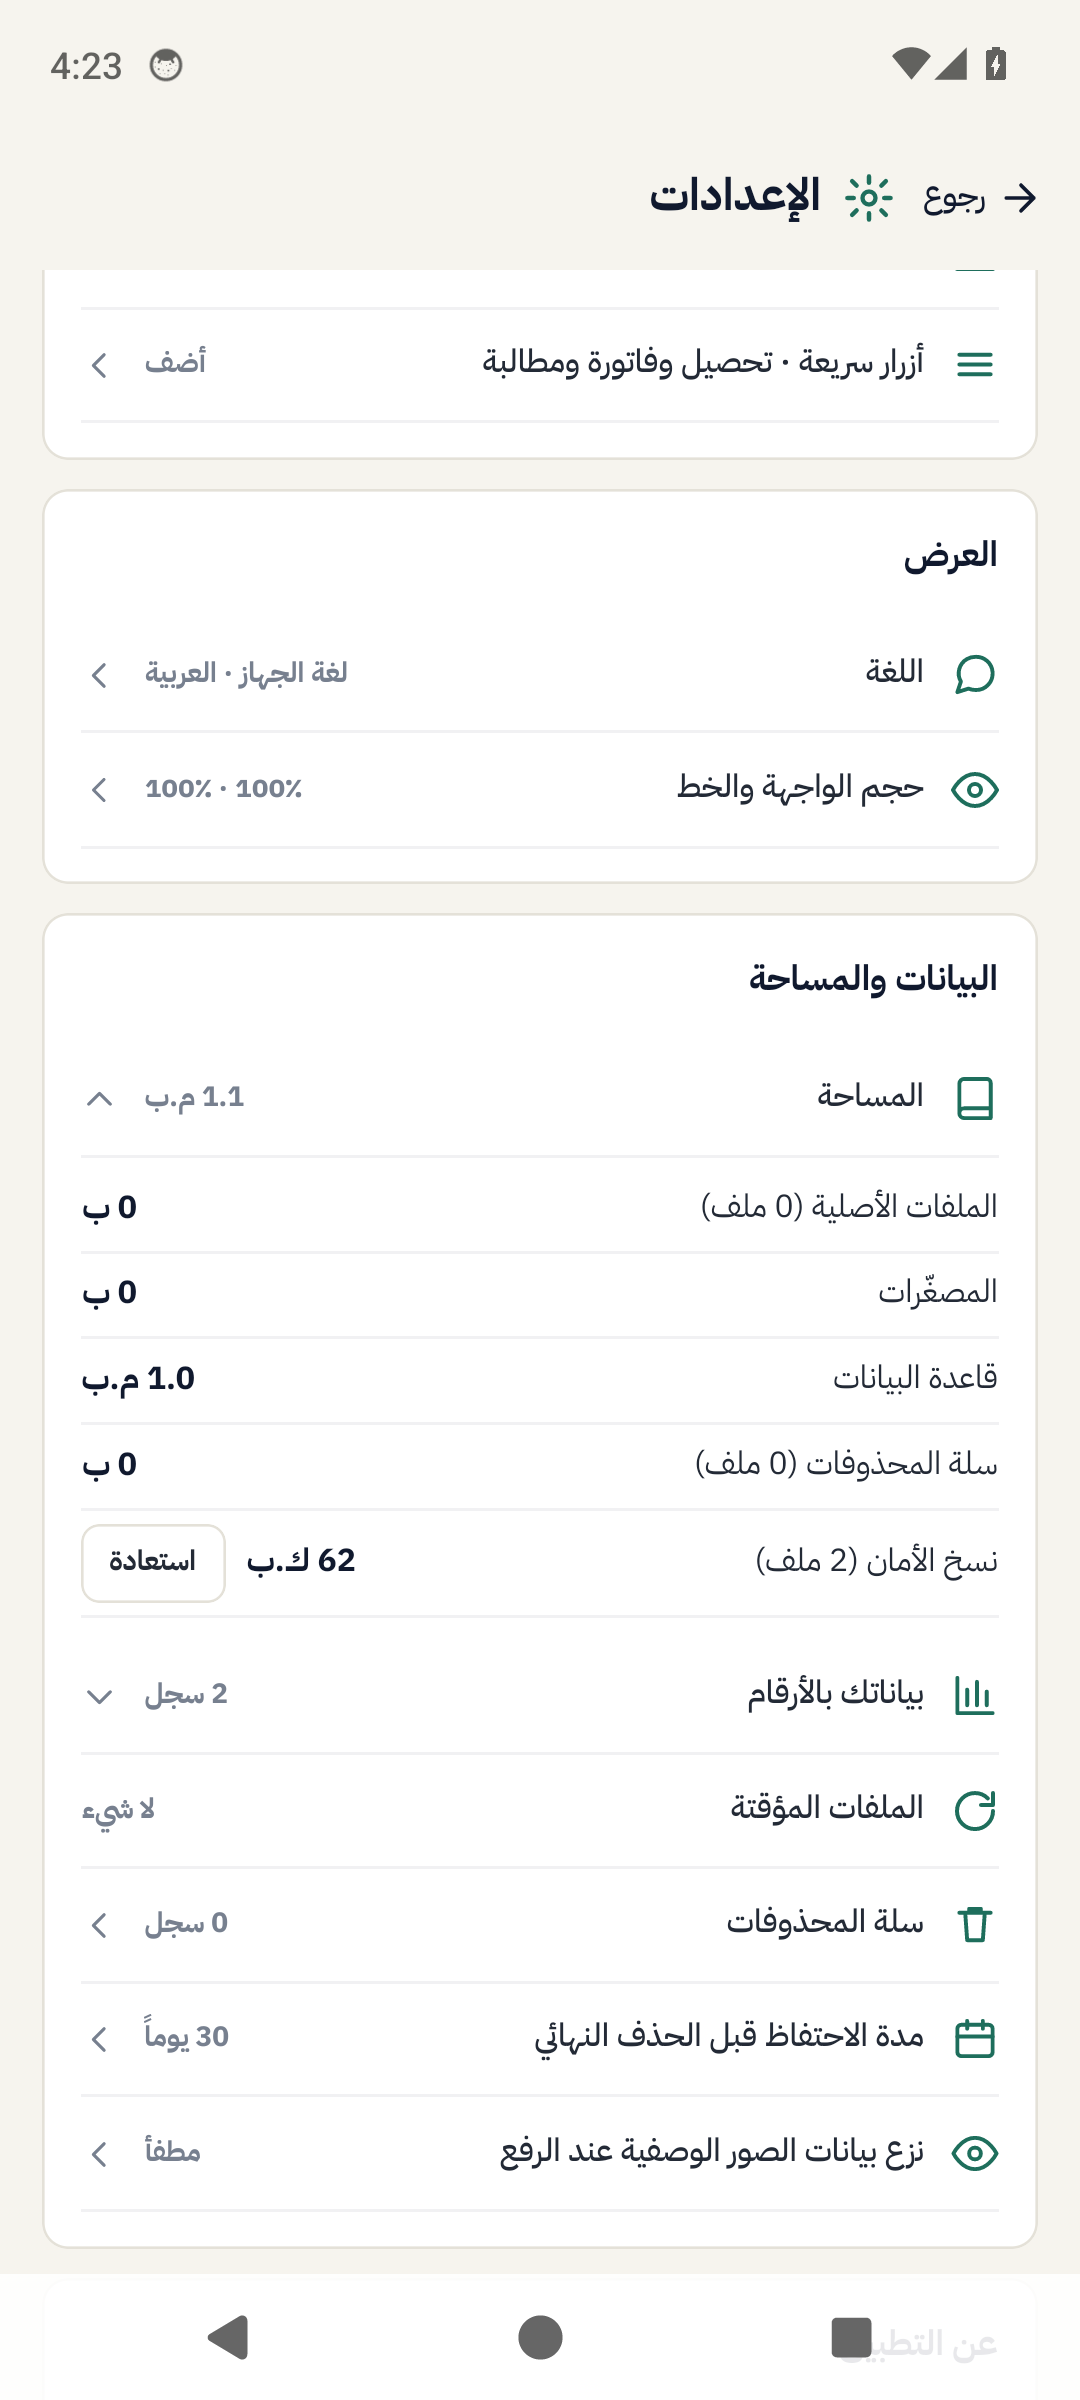 4:23
رجوع
الإعدادات
أزرار سريعة · تحصيل وفاتورة ومطالبة
أضف
العرض
اللغة
لغة الجهاز · العربية
حجم الواجهة والخط
100% · 100%
البيانات والمساحة
المساحة
1.1 م.ب
الملفات الأصلية (0 ملف)
0 ب
المصغّرات
0 ب
قاعدة البيانات
1.0 م.ب
سلة المحذوفات (0 ملف)
0 ب
نسخ الأمان (2 ملف)
62 ك.ب
استعادة
بياناتك بالأرقام
2 سجل
الملفات المؤقتة
لا شيء
سلة المحذوفات
0 سجل
مدة الاحتفاظ قبل الحذف النهائي
30 يوماً
نزع بيانات الصور الوصفية عند الرفع
مطفأ
عن